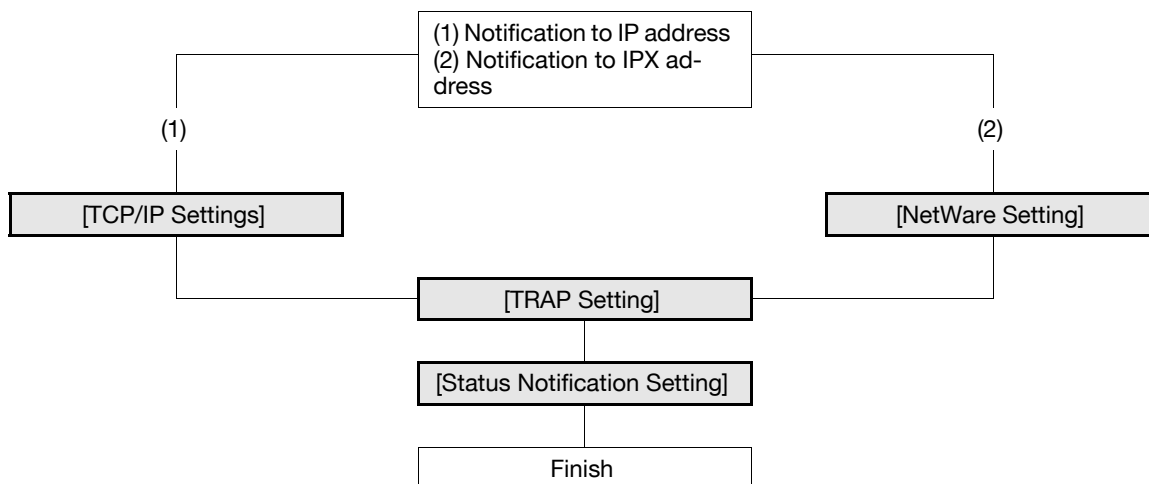 (1) Notification to IP address
(2) Notification to IPX ad-
dress
(1)
(2)
[TCP/IP Settings]
[NetWare Setting]
[TRAP Setting]
[Status Notification Setting]
Finish